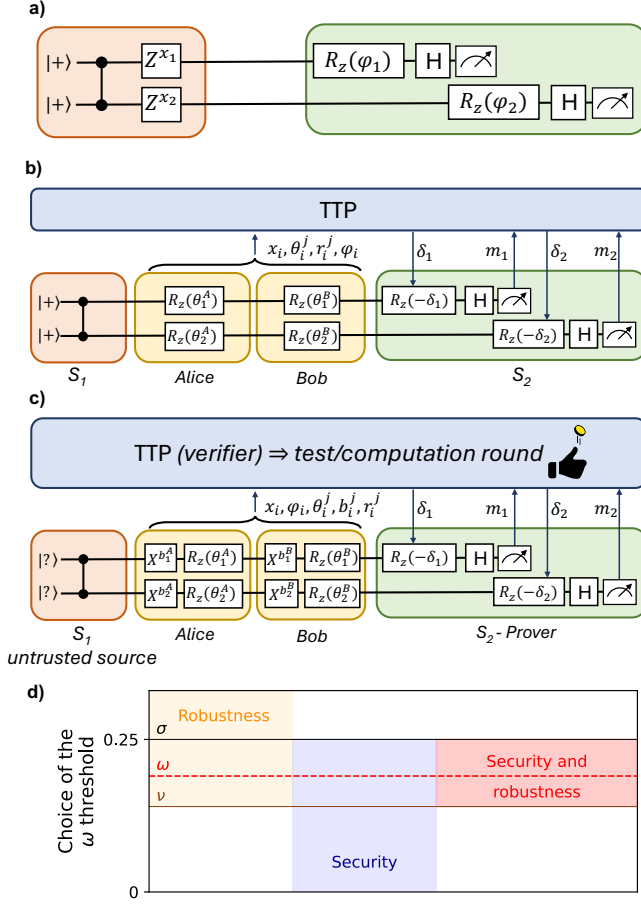 a)
|+⟩ Z^{x_1} R_z(φ_1) H
|+⟩ Z^{x_2} R_z(φ_2) H
b)
TTP
x_i, θ_i^j, r_i^j, φ_i δ_1 m_1 δ_2 m_2
|+⟩ R_z(θ_1^A) R_z(θ_1^B) R_z(−δ_1) H
|+⟩ R_z(θ_2^A) R_z(θ_2^B) R_z(−δ_2) H
S_1 Alice Bob S_2
c)
TTP (verifier) ⇒ test/computation round
x_i, φ_i, θ_i^j, b_i^j, r_i^j δ_1 m_1 δ_2 m_2
|?⟩ X^{b_1^A} R_z(θ_1^A) X^{b_1^B} R_z(θ_1^B) R_z(−δ_1) H
|?⟩ X^{b_2^A} R_z(θ_2^A) X^{b_2^B} R_z(θ_2^B) R_z(−δ_2) H
S_1 Alice Bob S_2 - Prover
untrusted source
d)
Choice of the
ω threshold
Robustness
σ
0.25
ω
Security and
ν
robustness
Security
0